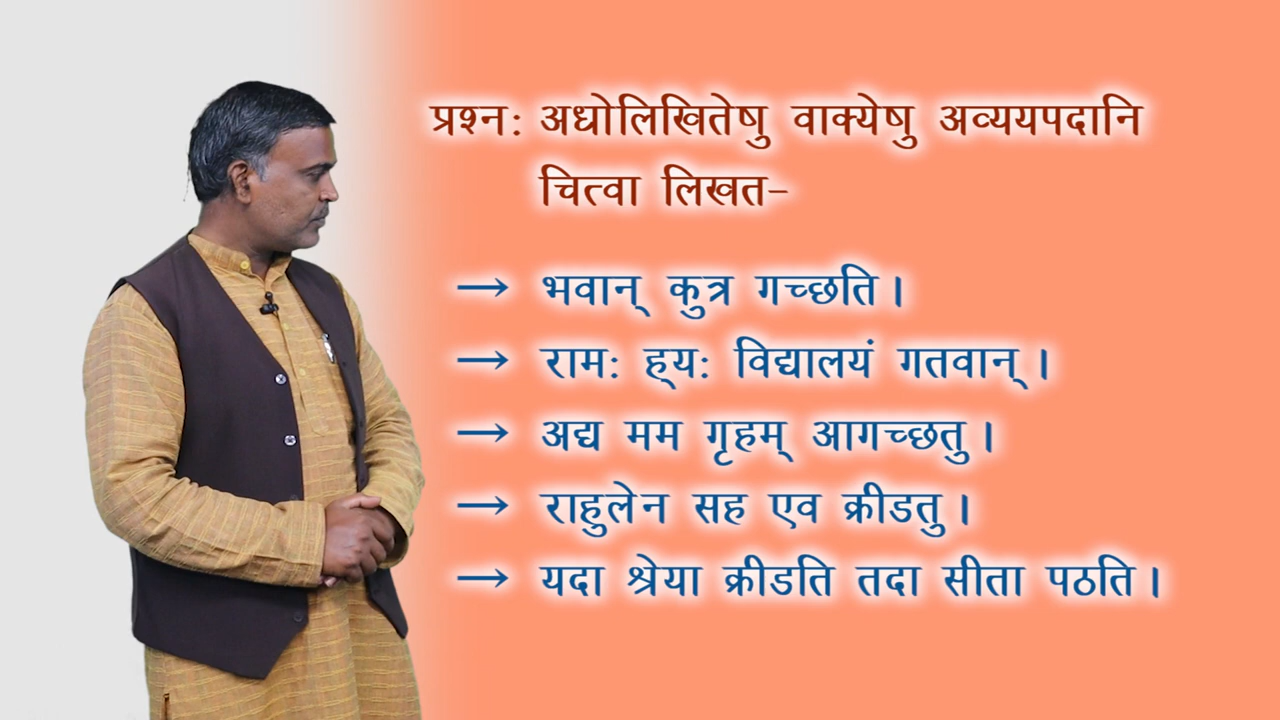 प्रश्न: अधोलिखितेषु वाक्येषु अव्ययपदानि
चित्वा लिखत-
→ भवान् कुत्र गच्छति।
→ रामः ह्यः विद्यालयं गतवान्।
→ अद्य मम गृहम् आगच्छतु।
→ राहुलेन सह एव क्रीडतु।
→ यदा श्रेया क्रीडति तदा सीता पठति।